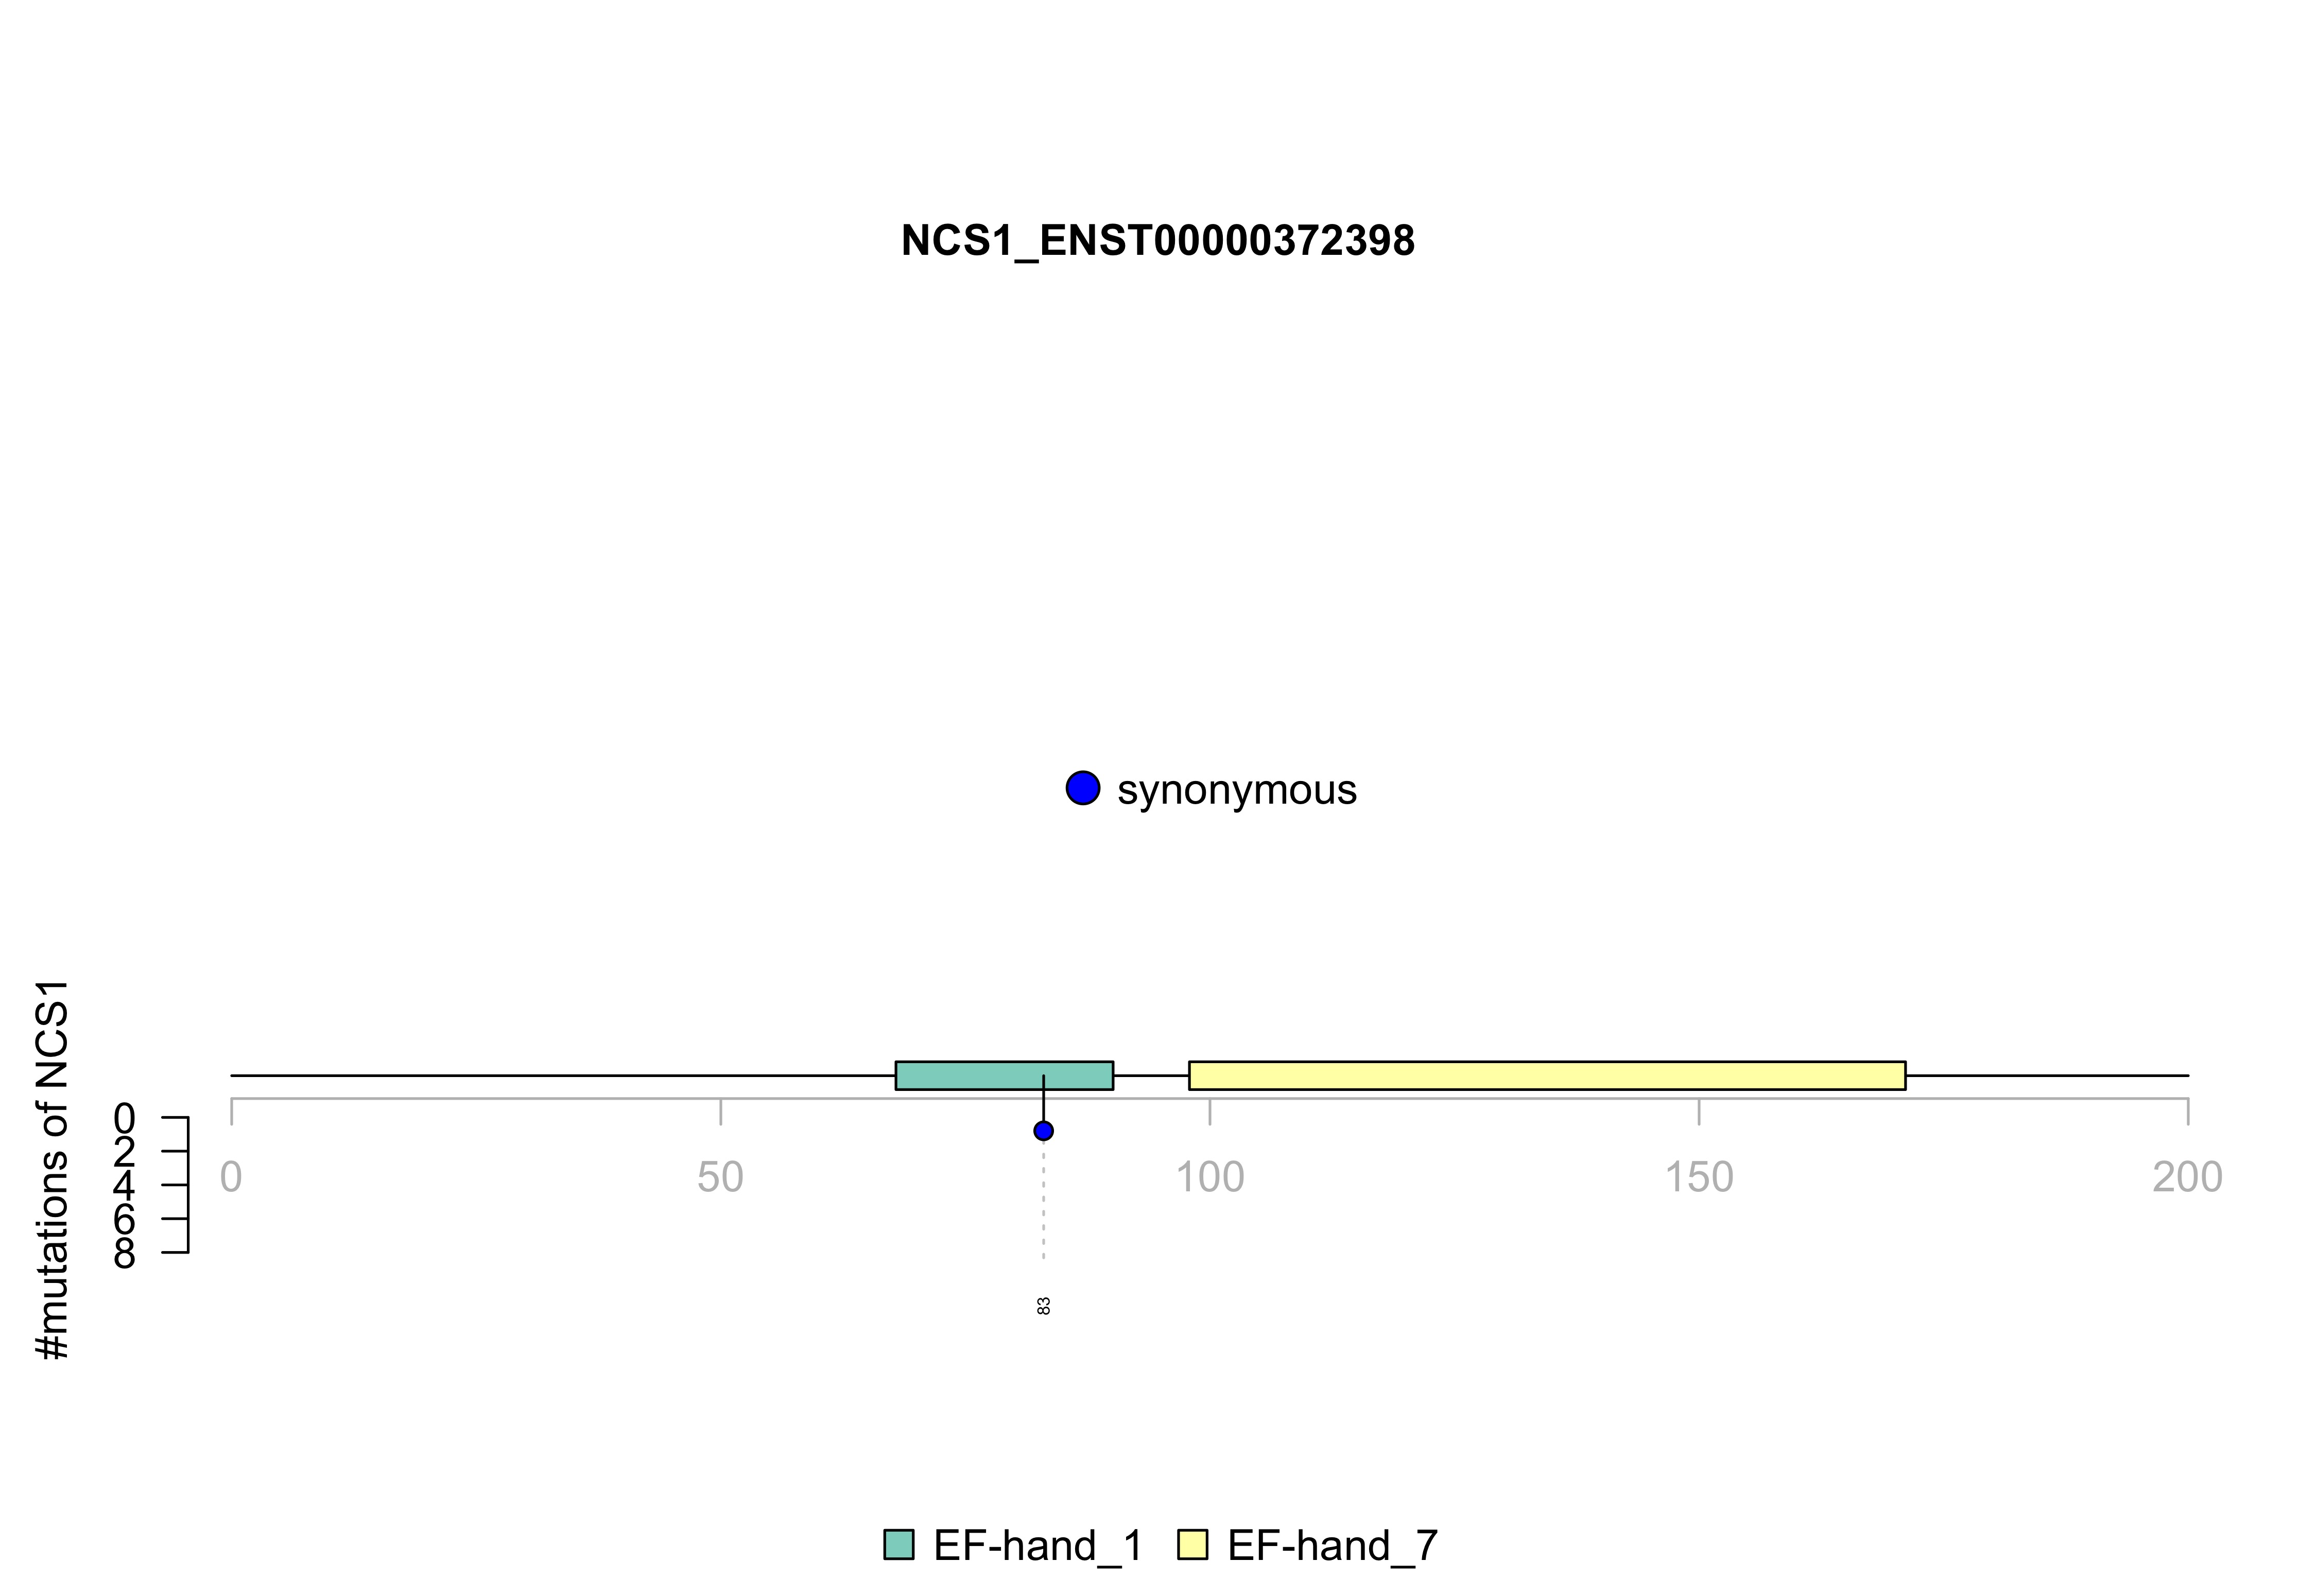 NCS1_ENST00000372398
synonymous
#mutations of NCS1
0
2
4
6
8
0 50 100 150 200
83
EF-hand_1 EF-hand_7